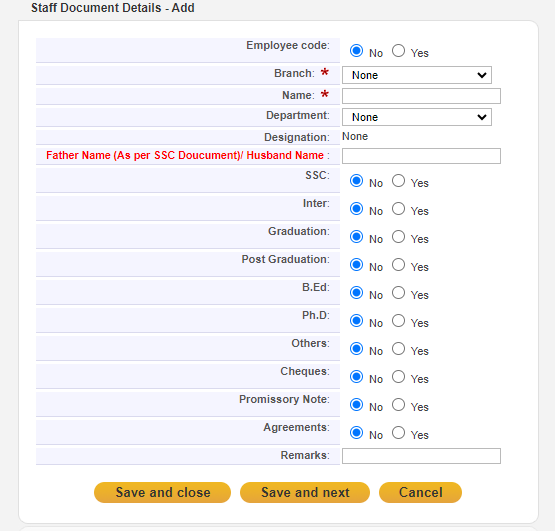 Staff Document Details - Add
Employee code: No Yes
Branch: * None
Name: *
Department: None
Designation: None
Father Name (As per SSC Doucument)/ Husband Name :
SSC: No Yes
Inter: No Yes
Graduation: No Yes
Post Graduation: No Yes
B.Ed: No Yes
Ph.D: No Yes
Others: No Yes
Cheques: No Yes
Promissory Note: No Yes
Agreements: No Yes
Remarks:
Save and close Save and next Cancel